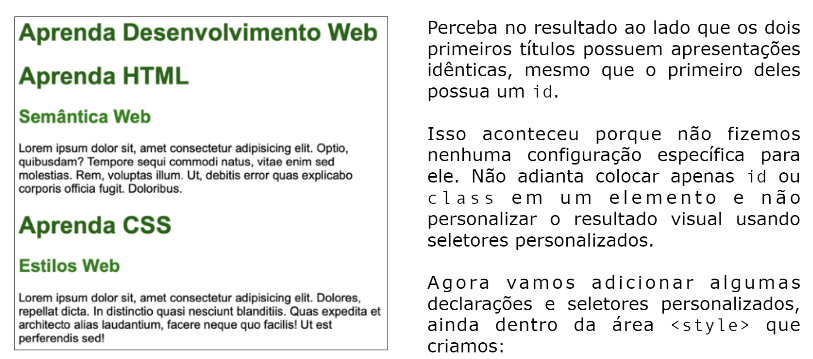 Aprenda Desenvolvimento Web
Aprenda HTML
Semântica Web
Lorem ipsum dolor sit, amet consectetur adipisicing elit. Optio,
quibusdam? Tempore sequi commodi natus, vitae enim sed
molestias. Rem, voluptas illum. Ut, debitis error quas explicabo
corporis officia fugit. Doloribus.
Aprenda CSS
Estilos Web
Lorem ipsum dolor sit, amet consectetur adipisicing elit. Dolores,
repellat dicta. In distinctio quasi nesciunt blanditiis. Quas expedita et
architecto alias laudantium, facere neque quo facilis! Ut est
perferendis sed!
Perceba no resultado ao lado que os dois
primeiros títulos possuem apresentações
idênticas, mesmo que o primeiro deles
possua um id.
Isso aconteceu porque não fizemos
nenhuma configuração específica para
ele. Não adianta colocar apenas id ou
class em um elemento e não
personalizar o resultado visual usando
seletores personalizados.
Agora vamos adicionar algumas
declarações e seletores personalizados,
ainda dentro da área <style> que
criamos: